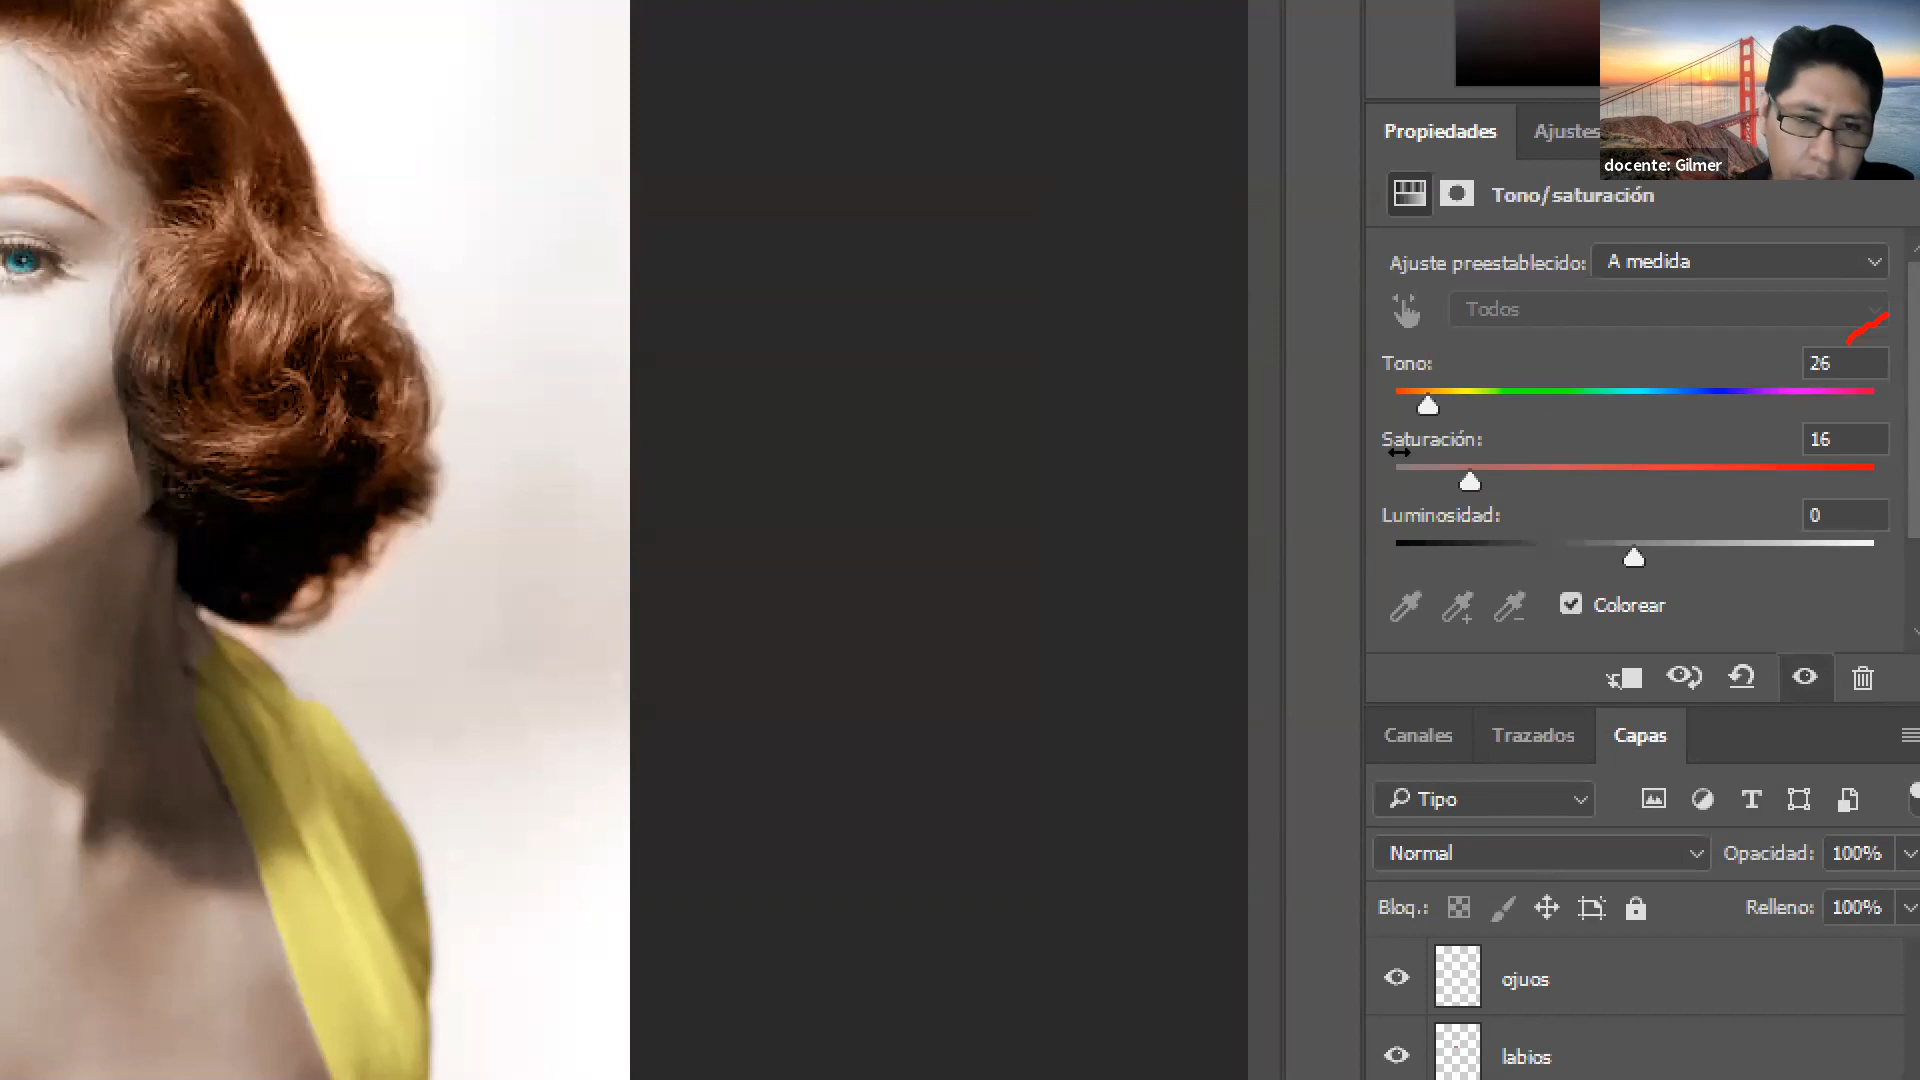 docente: Gilmer
Propiedades Ajustes
Tono/saturación
Ajuste preestablecido: A medida
Todos
Tono: 26
Saturación: 16
Luminosidad: 0
Colorear
Canales Trazados Capas
Tipo
Normal Opacidad: 100%
Bloq.: Relleno: 100%
ojuos
labios